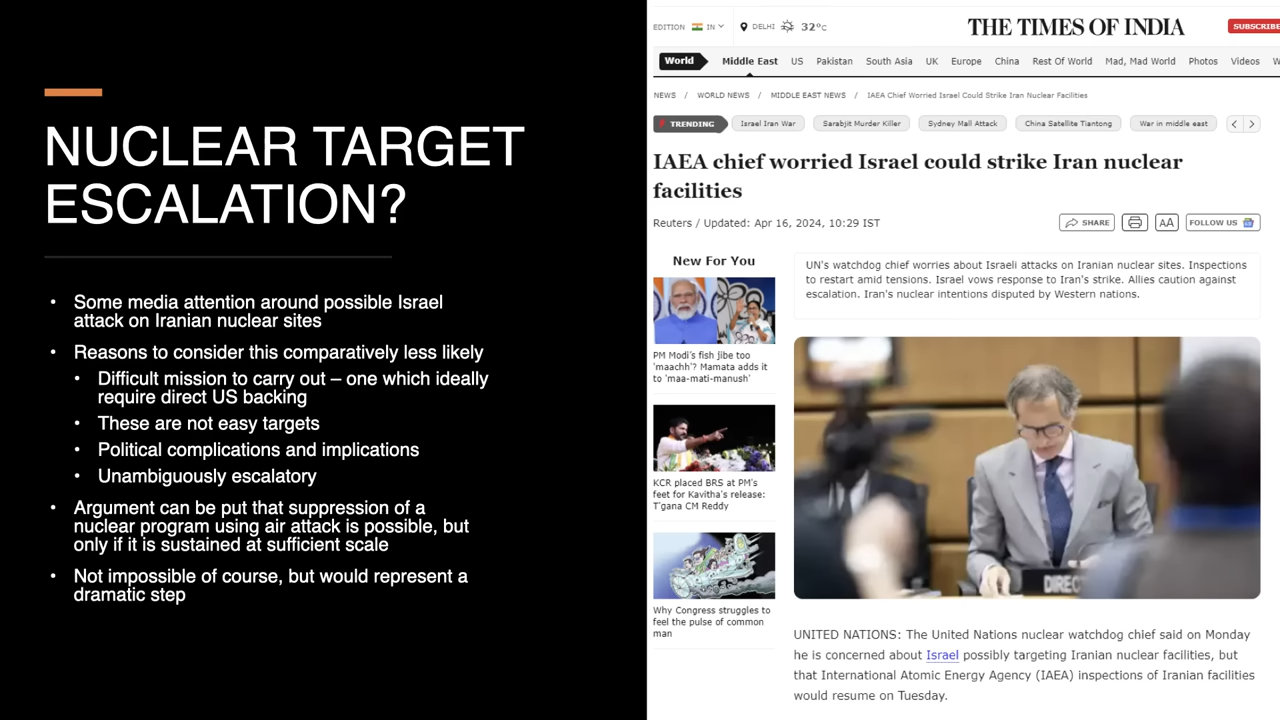 NUCLEAR TARGET
ESCALATION?
• Some media attention around possible Israel
attack on Iranian nuclear sites
• Reasons to consider this comparatively less likely
• Difficult mission to carry out – one which ideally
require direct US backing
• These are not easy targets
• Political complications and implications
• Unambiguously escalatory
• Argument can be put that suppression of a
nuclear program using air attack is possible, but
only if it is sustained at sufficient scale
• Not impossible of course, but would represent a
dramatic step
EDITION IN DELHI 32°C THE TIMES OF INDIA SUBSCRIBE
World Middle East US Pakistan South Asia UK Europe China Rest Of World Mad, Mad World Photos Videos W
NEWS / WORLD NEWS / MIDDLE EAST NEWS / IAEA Chief Worried Israel Could Strike Iran Nuclear Facilities
TRENDING Israel Iran War Sarabjit Murder Killer Sydney Mall Attack China Satellite Tiantong War in middle east
IAEA chief worried Israel could strike Iran nuclear
facilities
Reuters / Updated: Apr 16, 2024, 10:29 IST SHARE AA FOLLOW US
New For You
PM Modi's fish jibe too
'maachh'? Mamata adds it
to 'maa-mati-manush'
KCR placed BRS at PM's
feet for Kavitha's release:
T'gana CM Reddy
Why Congress struggles to
feel the pulse of common
man
UN's watchdog chief worries about Israeli attacks on Iranian nuclear sites. Inspections
to restart amid tensions. Israel vows response to Iran's strike. Allies caution against
escalation. Iran's nuclear intentions disputed by Western nations.
DIREC
UNITED NATIONS: The United Nations nuclear watchdog chief said on Monday
he is concerned about Israel possibly targeting Iranian nuclear facilities, but
that International Atomic Energy Agency (IAEA) inspections of Iranian facilities
would resume on Tuesday.